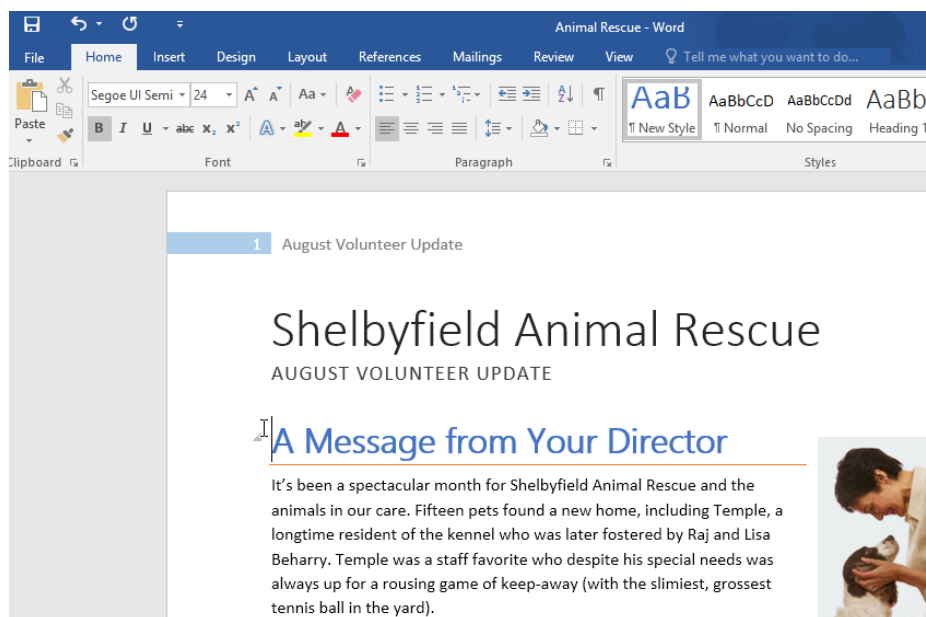 Animal Rescue - Word
File Home Insert Design Layout References Mailings Review View Tell me what you want to do...
Paste
Segoe UI Semi 24 A A Aa
B I U abc X₂ X² A aby A
AaB AaBbCcD AaBbCcDd AaBb
¶ New Style ¶ Normal No Spacing Heading 1
Clipboard Font Paragraph Styles
1 August Volunteer Update
Shelbyfield Animal Rescue
AUGUST VOLUNTEER UPDATE
A Message from Your Director
It’s been a spectacular month for Shelbyfield Animal Rescue and the
animals in our care. Fifteen pets found a new home, including Temple, a
longtime resident of the kennel who was later fostered by Raj and Lisa
Beharry. Temple was a staff favorite who despite his special needs was
always up for a rousing game of keep-away (with the slimiest, grossest
tennis ball in the yard).